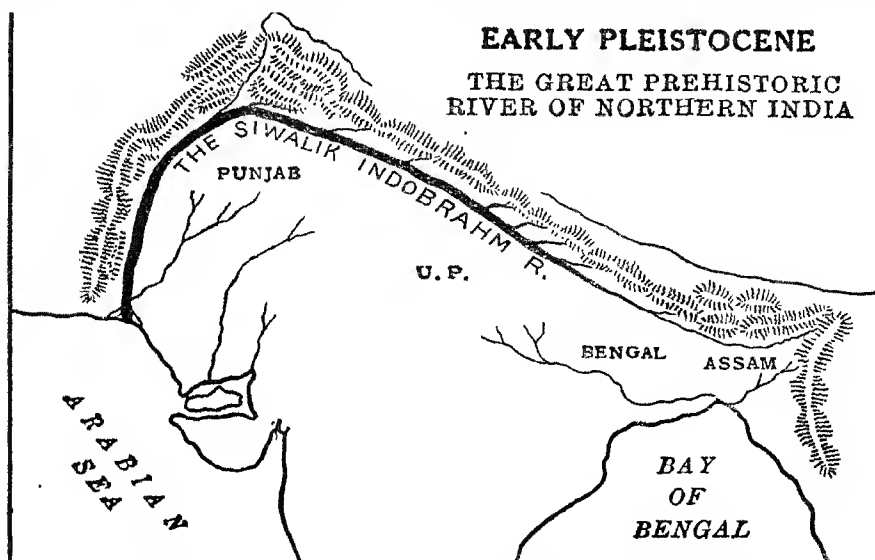 EARLY PLEISTOCENE
THE GREAT PREHISTORIC
RIVER OF NORTHERN INDIA
THE SIWALIK INDOBRAHM R.
PUNJAB
U.P.
BENGAL
ASSAM
ARABIAN
SEA
BAY
OF
BENGAL